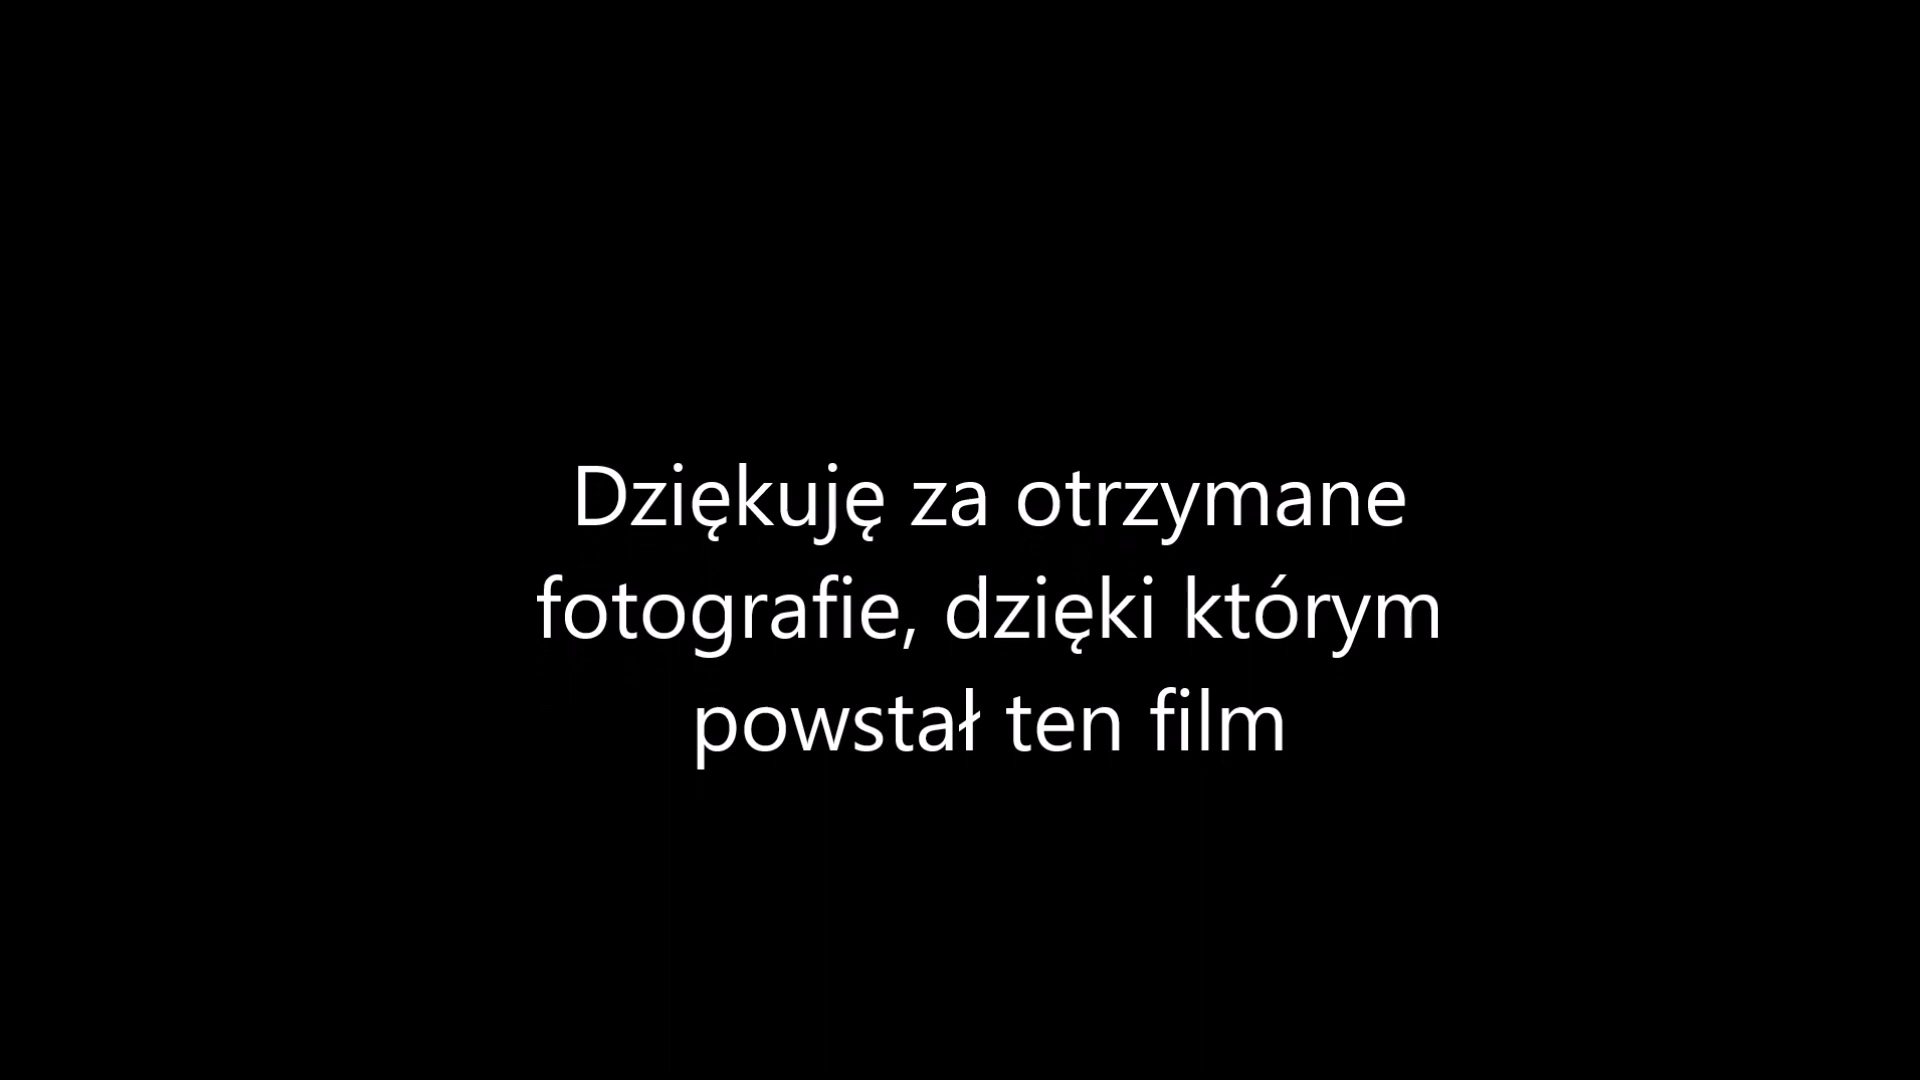 Dziękuję za otrzymane
fotografie, dzięki którym
powstał ten film